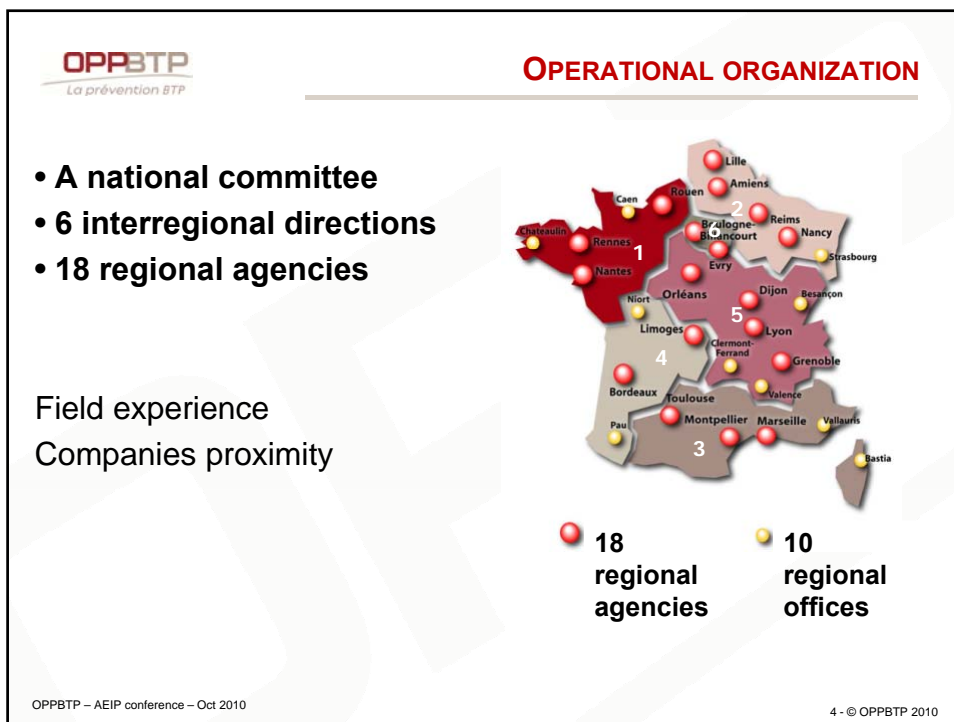 OPPBTP
La prévention BTP
OPERATIONAL ORGANIZATION
• A national committee
• 6 interregional directions
• 18 regional agencies
Field experience
Companies proximity
Lille
Amiens
Rouen
Caen
2
Reims
Boulogne-
Billancourt
Nancy
Chateaulin
Rennes
1
Evry
Strasbourg
Nantes
Orléans
Dijon
Besançon
Niort
5
Limoges
Lyon
Clermont-
Ferrand
4
Grenoble
Bordeaux
Valence
Toulouse
Pau
Montpellier
Marseille
Vallauris
3
Bastia
18
regional
agencies
10
regional
offices
OPPBTP – AEIP conference – Oct 2010
4 - © OPPBTP 2010